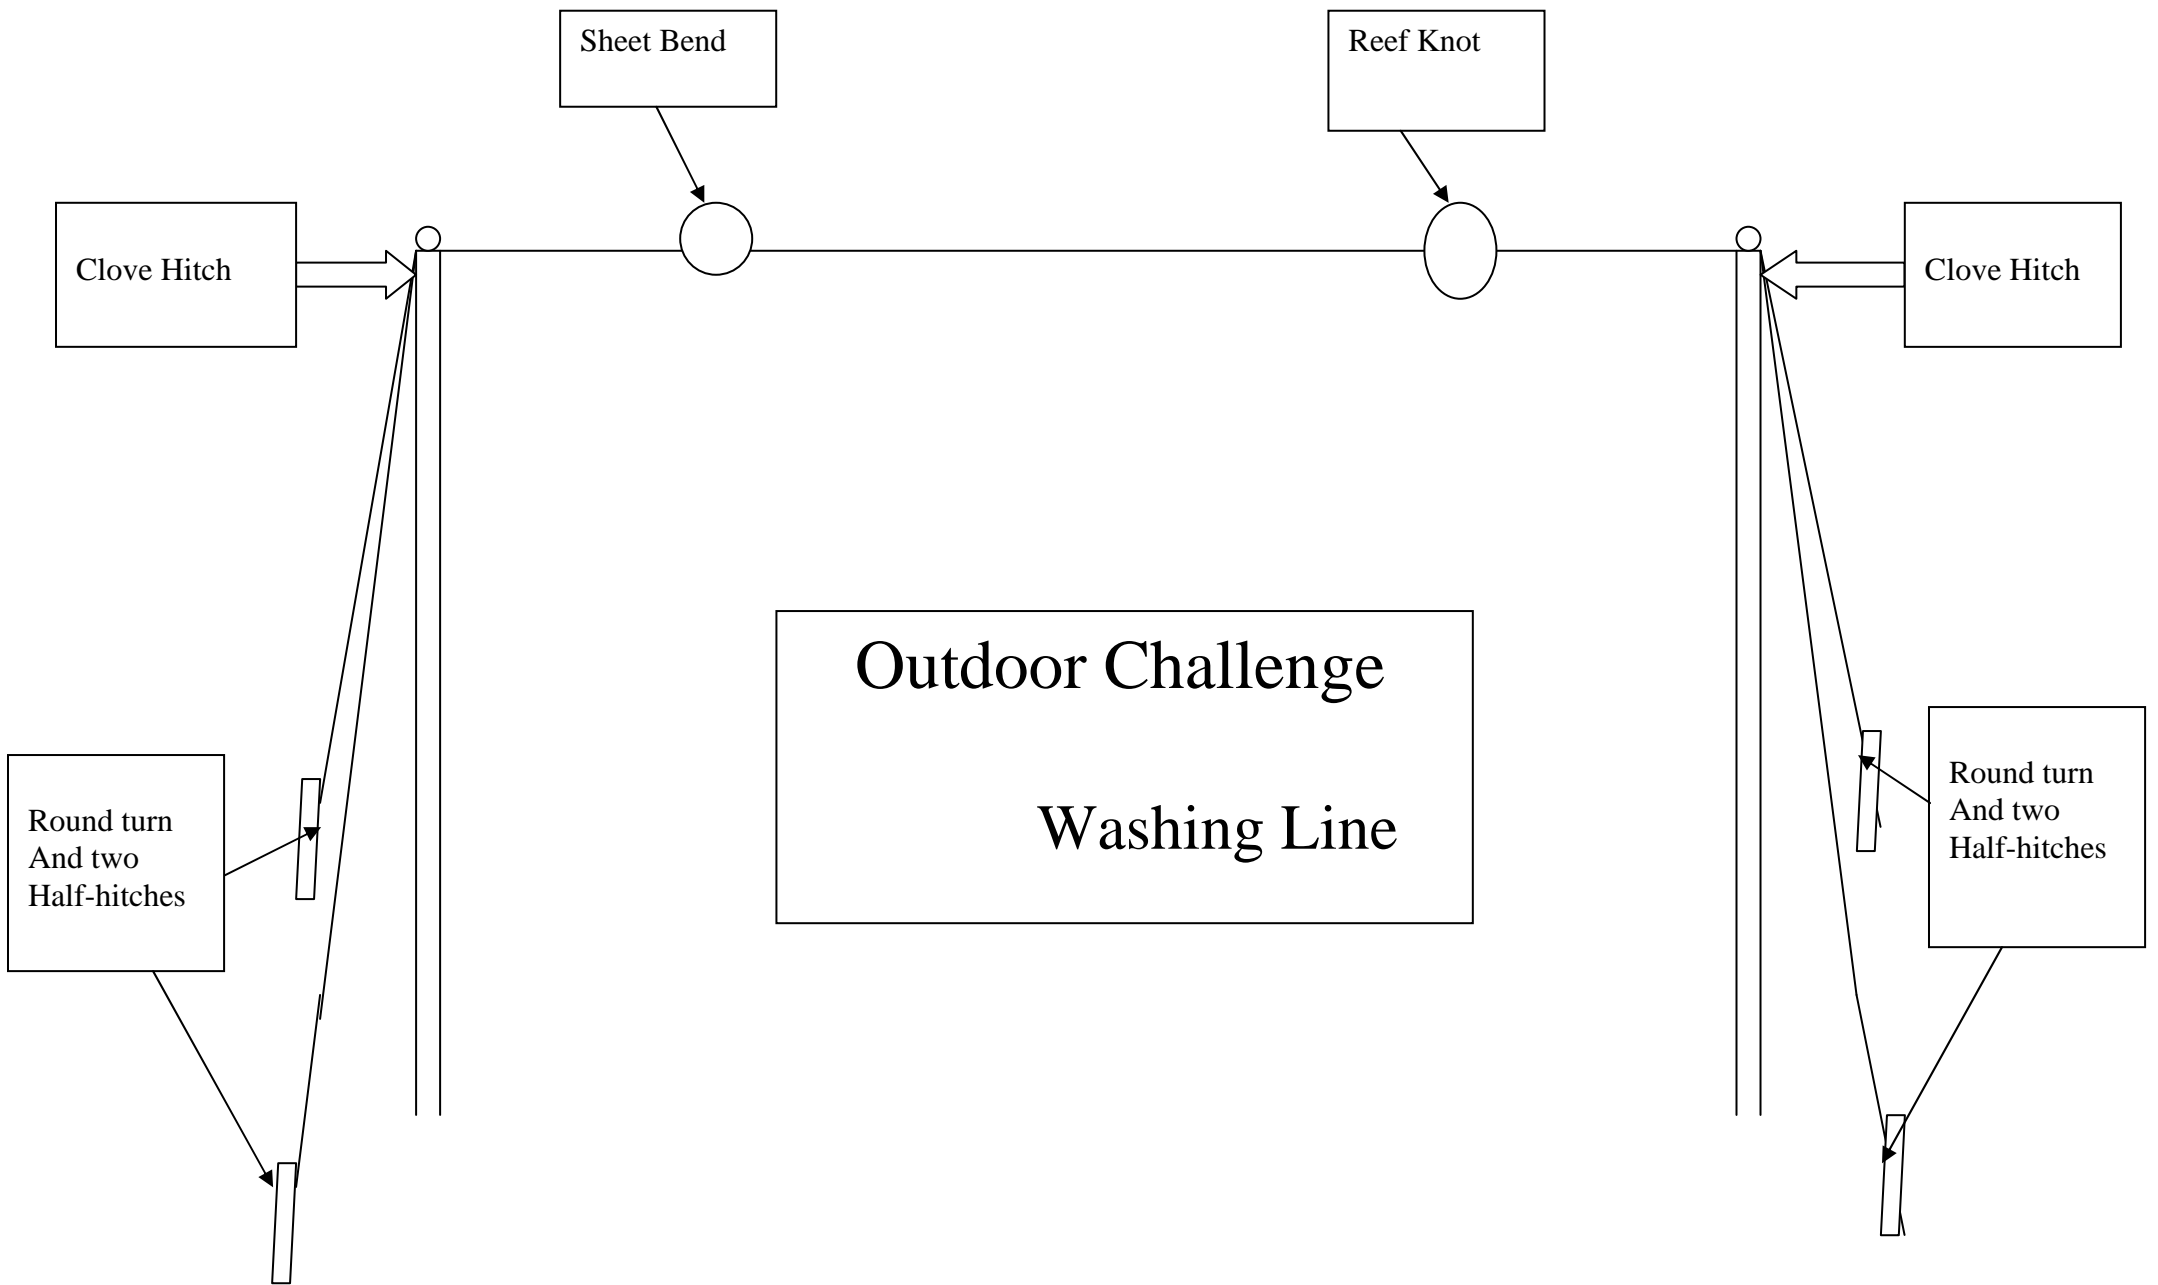 Sheet Bend
Reef Knot
Clove Hitch
Clove Hitch
Outdoor Challenge
Washing Line
Round turn
And two
Half-hitches
Round turn
And two
Half-hitches